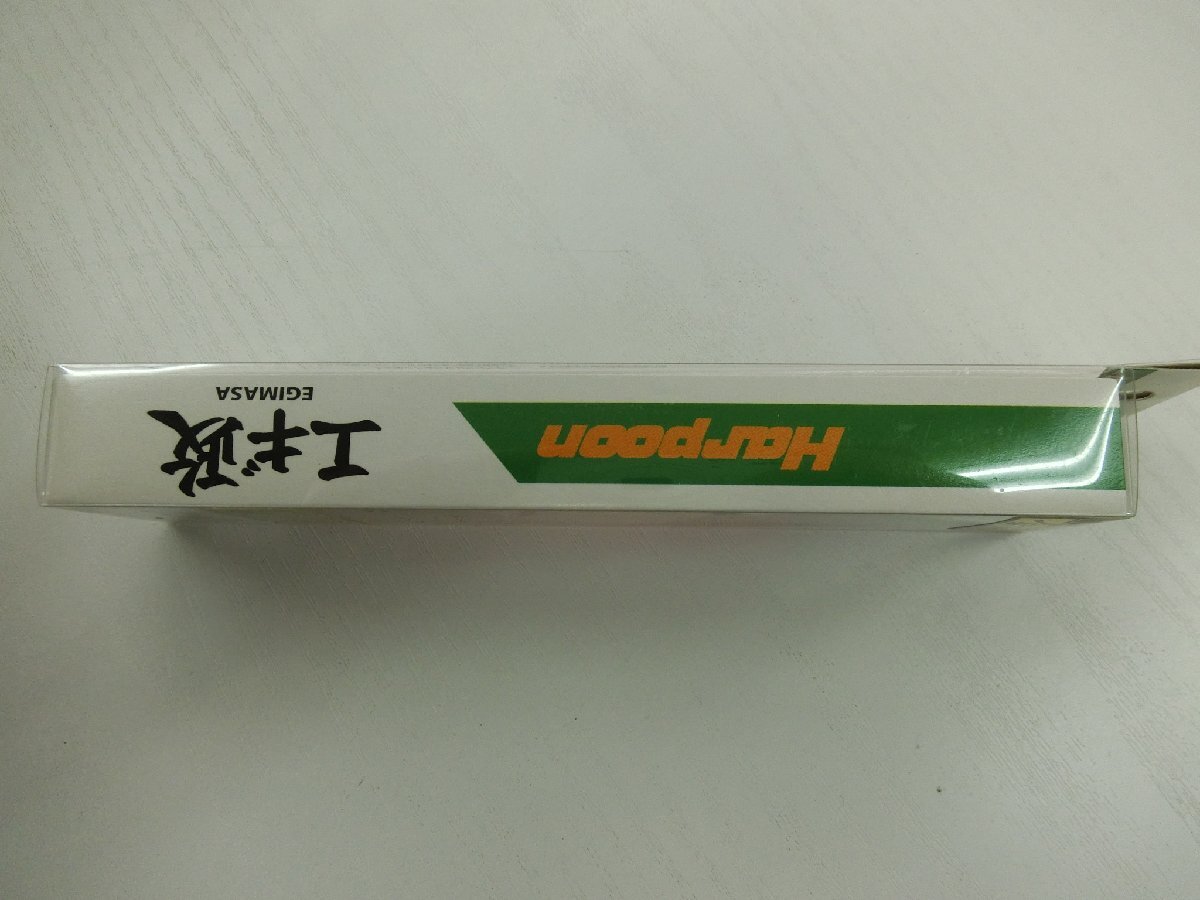 Harpoon
エギ政
EGIMASA